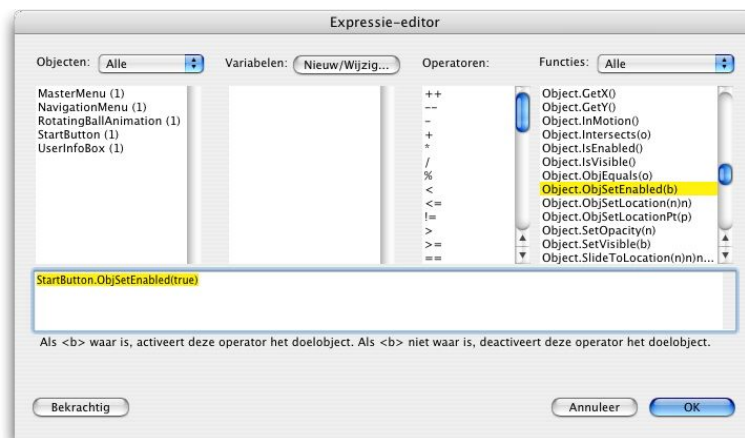 Expressie-editor
Objecten: Alle
Variabelen: Nieuw/Wijzig...
Operatoren:
Functies: Alle
MasterMenu (1)
NavigationMenu (1)
RotatingBallAnimation (1)
StartButton (1)
UserInfoBox (1)
++
--
-
+
*
/
%
<
<=
!=
>
>=
==
Object.GetX()
Object.GetY()
Object.InMotion()
Object.Intersects(o)
Object.IsEnabled()
Object.IsVisible()
Object.ObjEquals(o)
Object.ObjSetEnabled(b)
Object.ObjSetLocation(n)n)
Object.ObjSetLocationPt(p)
Object.SetOpacity(n)
Object.SetVisible(b)
Object.SlideToLocation(n)n)n...
StartButton.ObjSetEnabled(true)
Als <b> waar is, activeert deze operator het doelobject. Als <b> niet waar is, deactiveert deze operator het doelobject.
Bekrachtig
Annuleer
OK